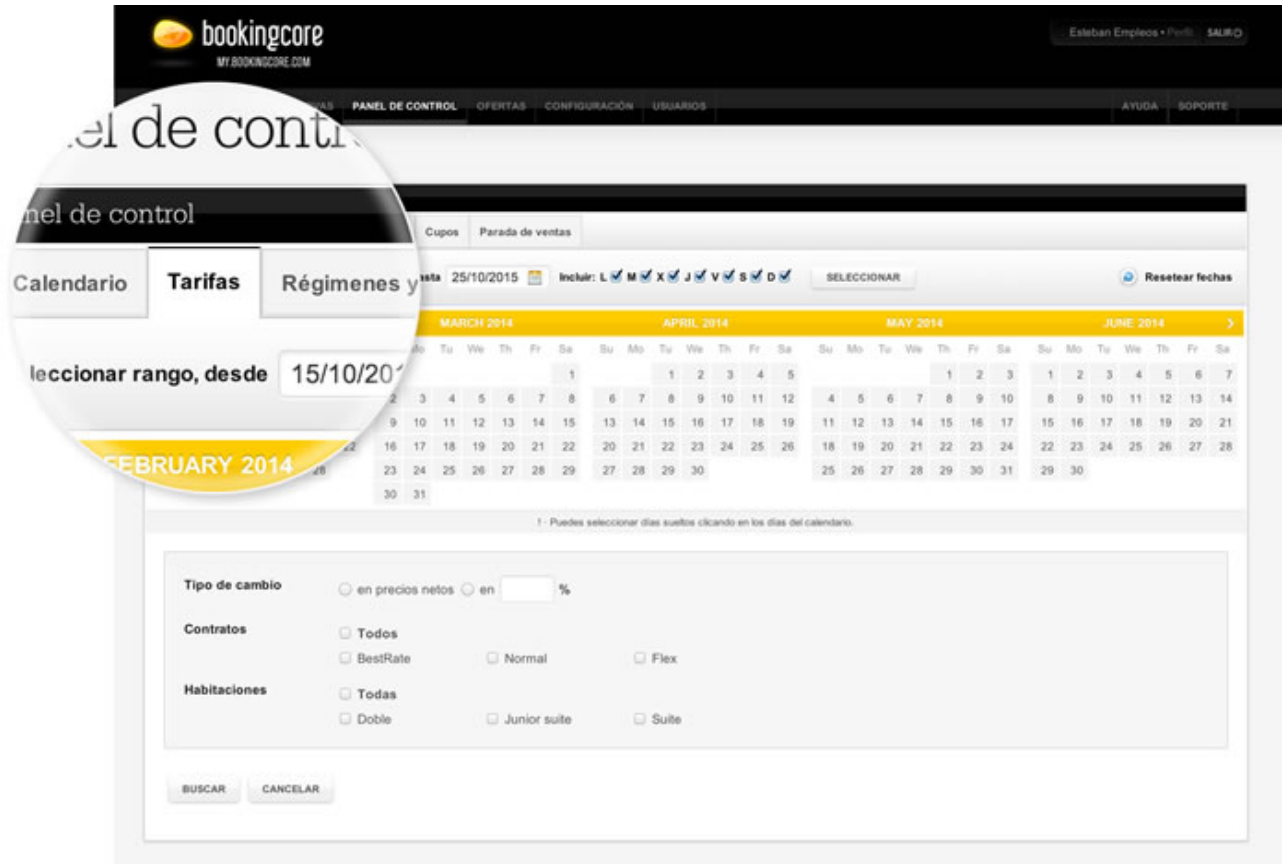 bookingcore
MY.BOOKINGCORE.COM
Esteban Empleos • Perfil SALIR
PANEL DE CONTROL OFERTAS CONFIGURACIÓN USUARIOS AYUDA SOPORTE
de
nel de control
Calendario Tarifas Régimenes y Cupos Parada de ventas
leccionar rango, desde 15/10/201 asta 25/10/2015 Incluir: L M X J V S D SELECCIONAR Resetear fechas
FEBRUARY 2014 MARCH 2014 APRIL 2014 MAY 2014 JUNE 2014 >
Mo Tu We Th Fr Sa Su Mo Tu We Th Fr Sa Su Mo Tu We Th Fr Sa Su Mo Tu We Th Fr Sa
1 1 2 3 4 5 1 2 3 1 2 3 4 5 6 7
2 3 4 5 6 7 8 6 7 8 9 10 11 12 4 5 6 7 8 9 10 8 9 10 11 12 13 14
9 10 11 12 13 14 15 13 14 15 16 17 18 19 11 12 13 14 15 16 17 15 16 17 18 19 20 21
22 16 17 18 19 20 21 22 20 21 22 23 24 25 26 18 19 20 21 22 23 24 22 23 24 25 26 27 28
28 23 24 25 26 27 28 29 27 28 29 30 25 26 27 28 29 30 31 29 30
30 31
! - Puedes seleccionar días sueltos clicando en los días del calendario.
Tipo de cambio en precios netos en %
Contratos Todos
BestRate Normal Flex
Habitaciones Todas
Doble Junior suite Suite
BUSCAR CANCELAR